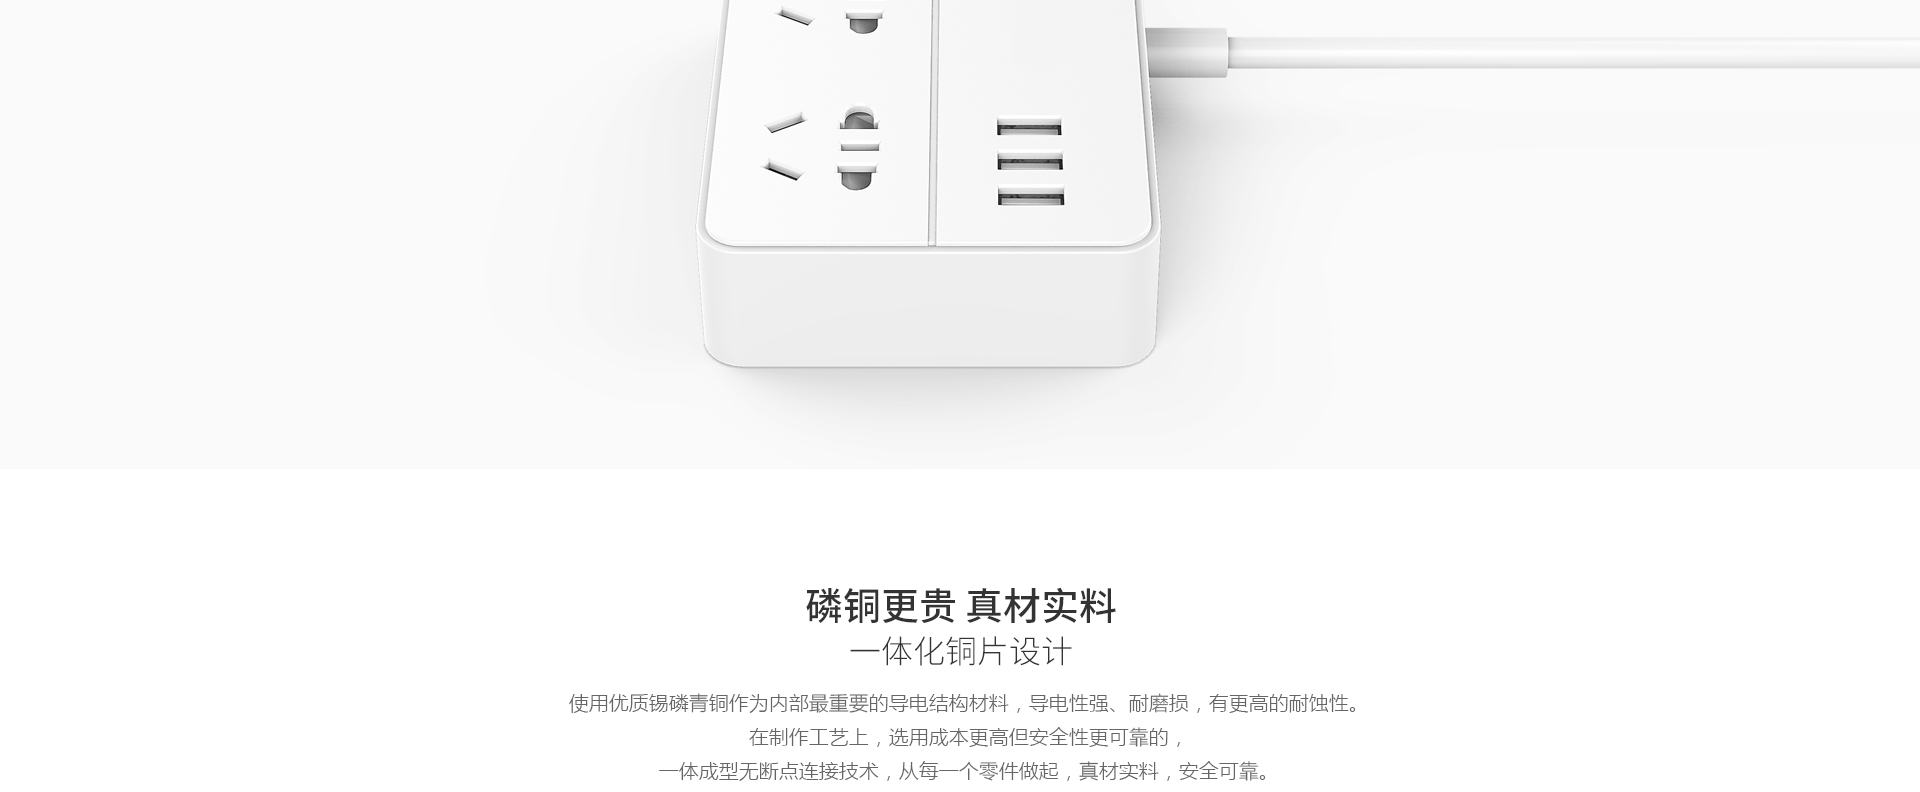 磷铜更贵 真材实料
一体化铜片设计
使用优质锡磷青铜作为内部最重要的导电结构材料，导电性强、耐磨损，有更高的耐蚀性。
在制作工艺上，选用成本更高但安全性更可靠的，
一体成型无断点连接技术，从每一个零件做起，真材实料，安全可靠。